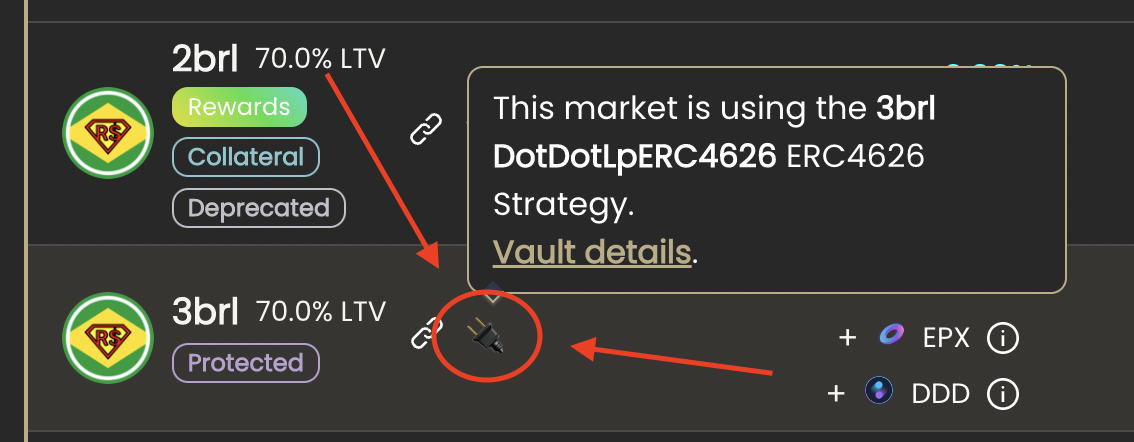 2brl 70.0% LTV
Rewards
Collateral
Deprecated
This market is using the 3brl
DotDotLpERC4626 ERC4626
Strategy.
Vault details.
3brl 70.0% LTV
Protected
+ EPX
+ DDD
R$
R$